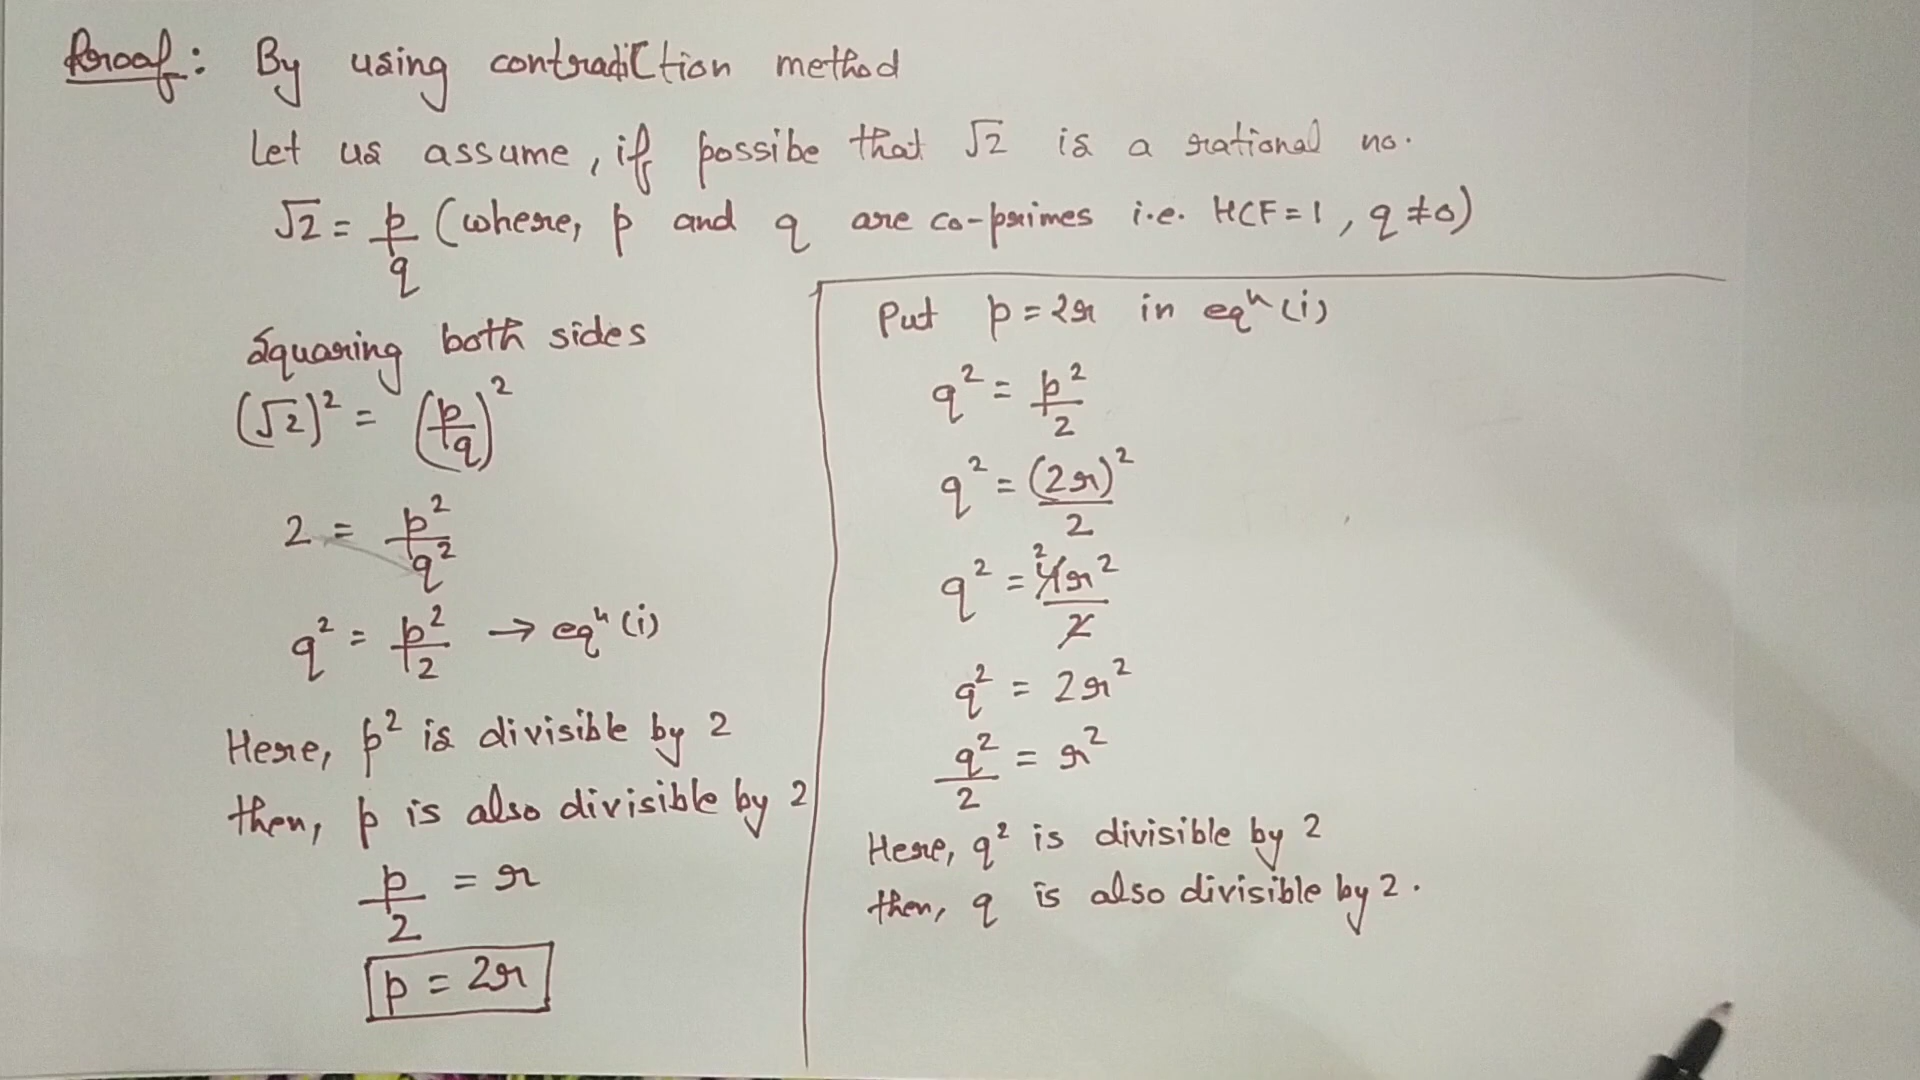 Proof: By using contradiction method
Let us assume, if possibe that √2 is a rational no.
√2 = p/q (where, p and q are co-primes i.e. HCF=1, q≠0)
Squaring both sides
(√2)² = (p/q)²
2 = p²/q²
q² = p²/2 → eqⁿ (i)
Here, p² is divisible by 2
then, p is also divisible by 2
p/2 = r
p = 2r
Put p = 2r in eqⁿ (i)
q² = p²/2
q² = (2r)²/2
q² = 4r²/2 2
q² = 2r²
q²/2 = r²
Here, q² is divisible by 2
then, q is also divisible by 2.